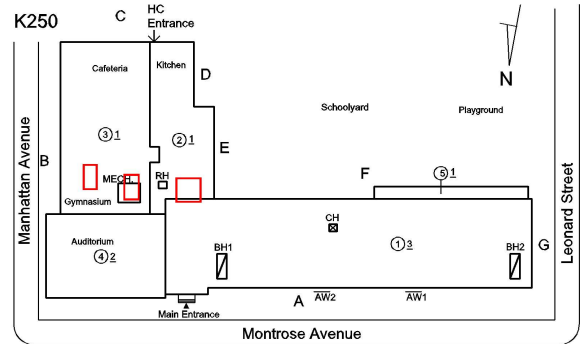 K250
C
HC
Entrance
Cafeteria
Kitchen
D
N
Schoolyard
Playground
Manhattan Avenue
Leonard Street
3 1
2 1
B
E
MECH.
RH
F
5 1
Gymnasium
CH
Auditorium
4 2
BH1
1 3
BH2
G
A
AW2
AW1
Main Entrance
Montrose Avenue